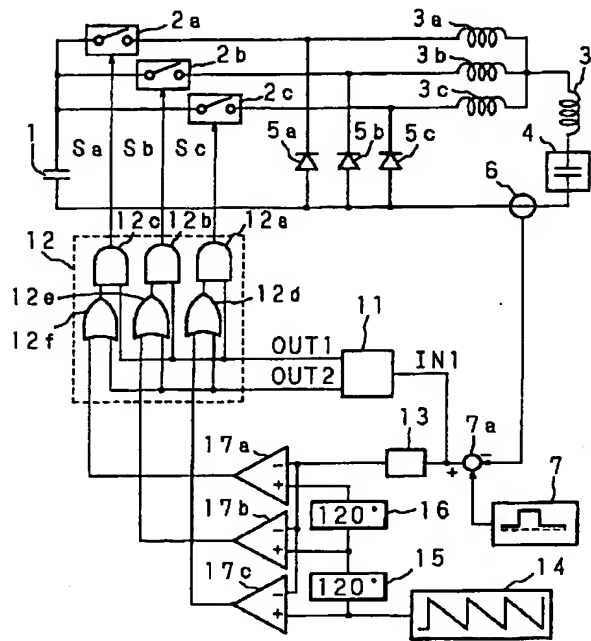 2a
3a
2b
3b
3
2c
3c
1
Sa Sb Sc
5a 5b 5c
4
6
12c 12b 12a
12
12e
12d
12f
11
OUT1
IN1
OUT2
7a
13
−
+
17a
7
−
+
120° 16
17b
−
+
15
120°
17c
14
−
+